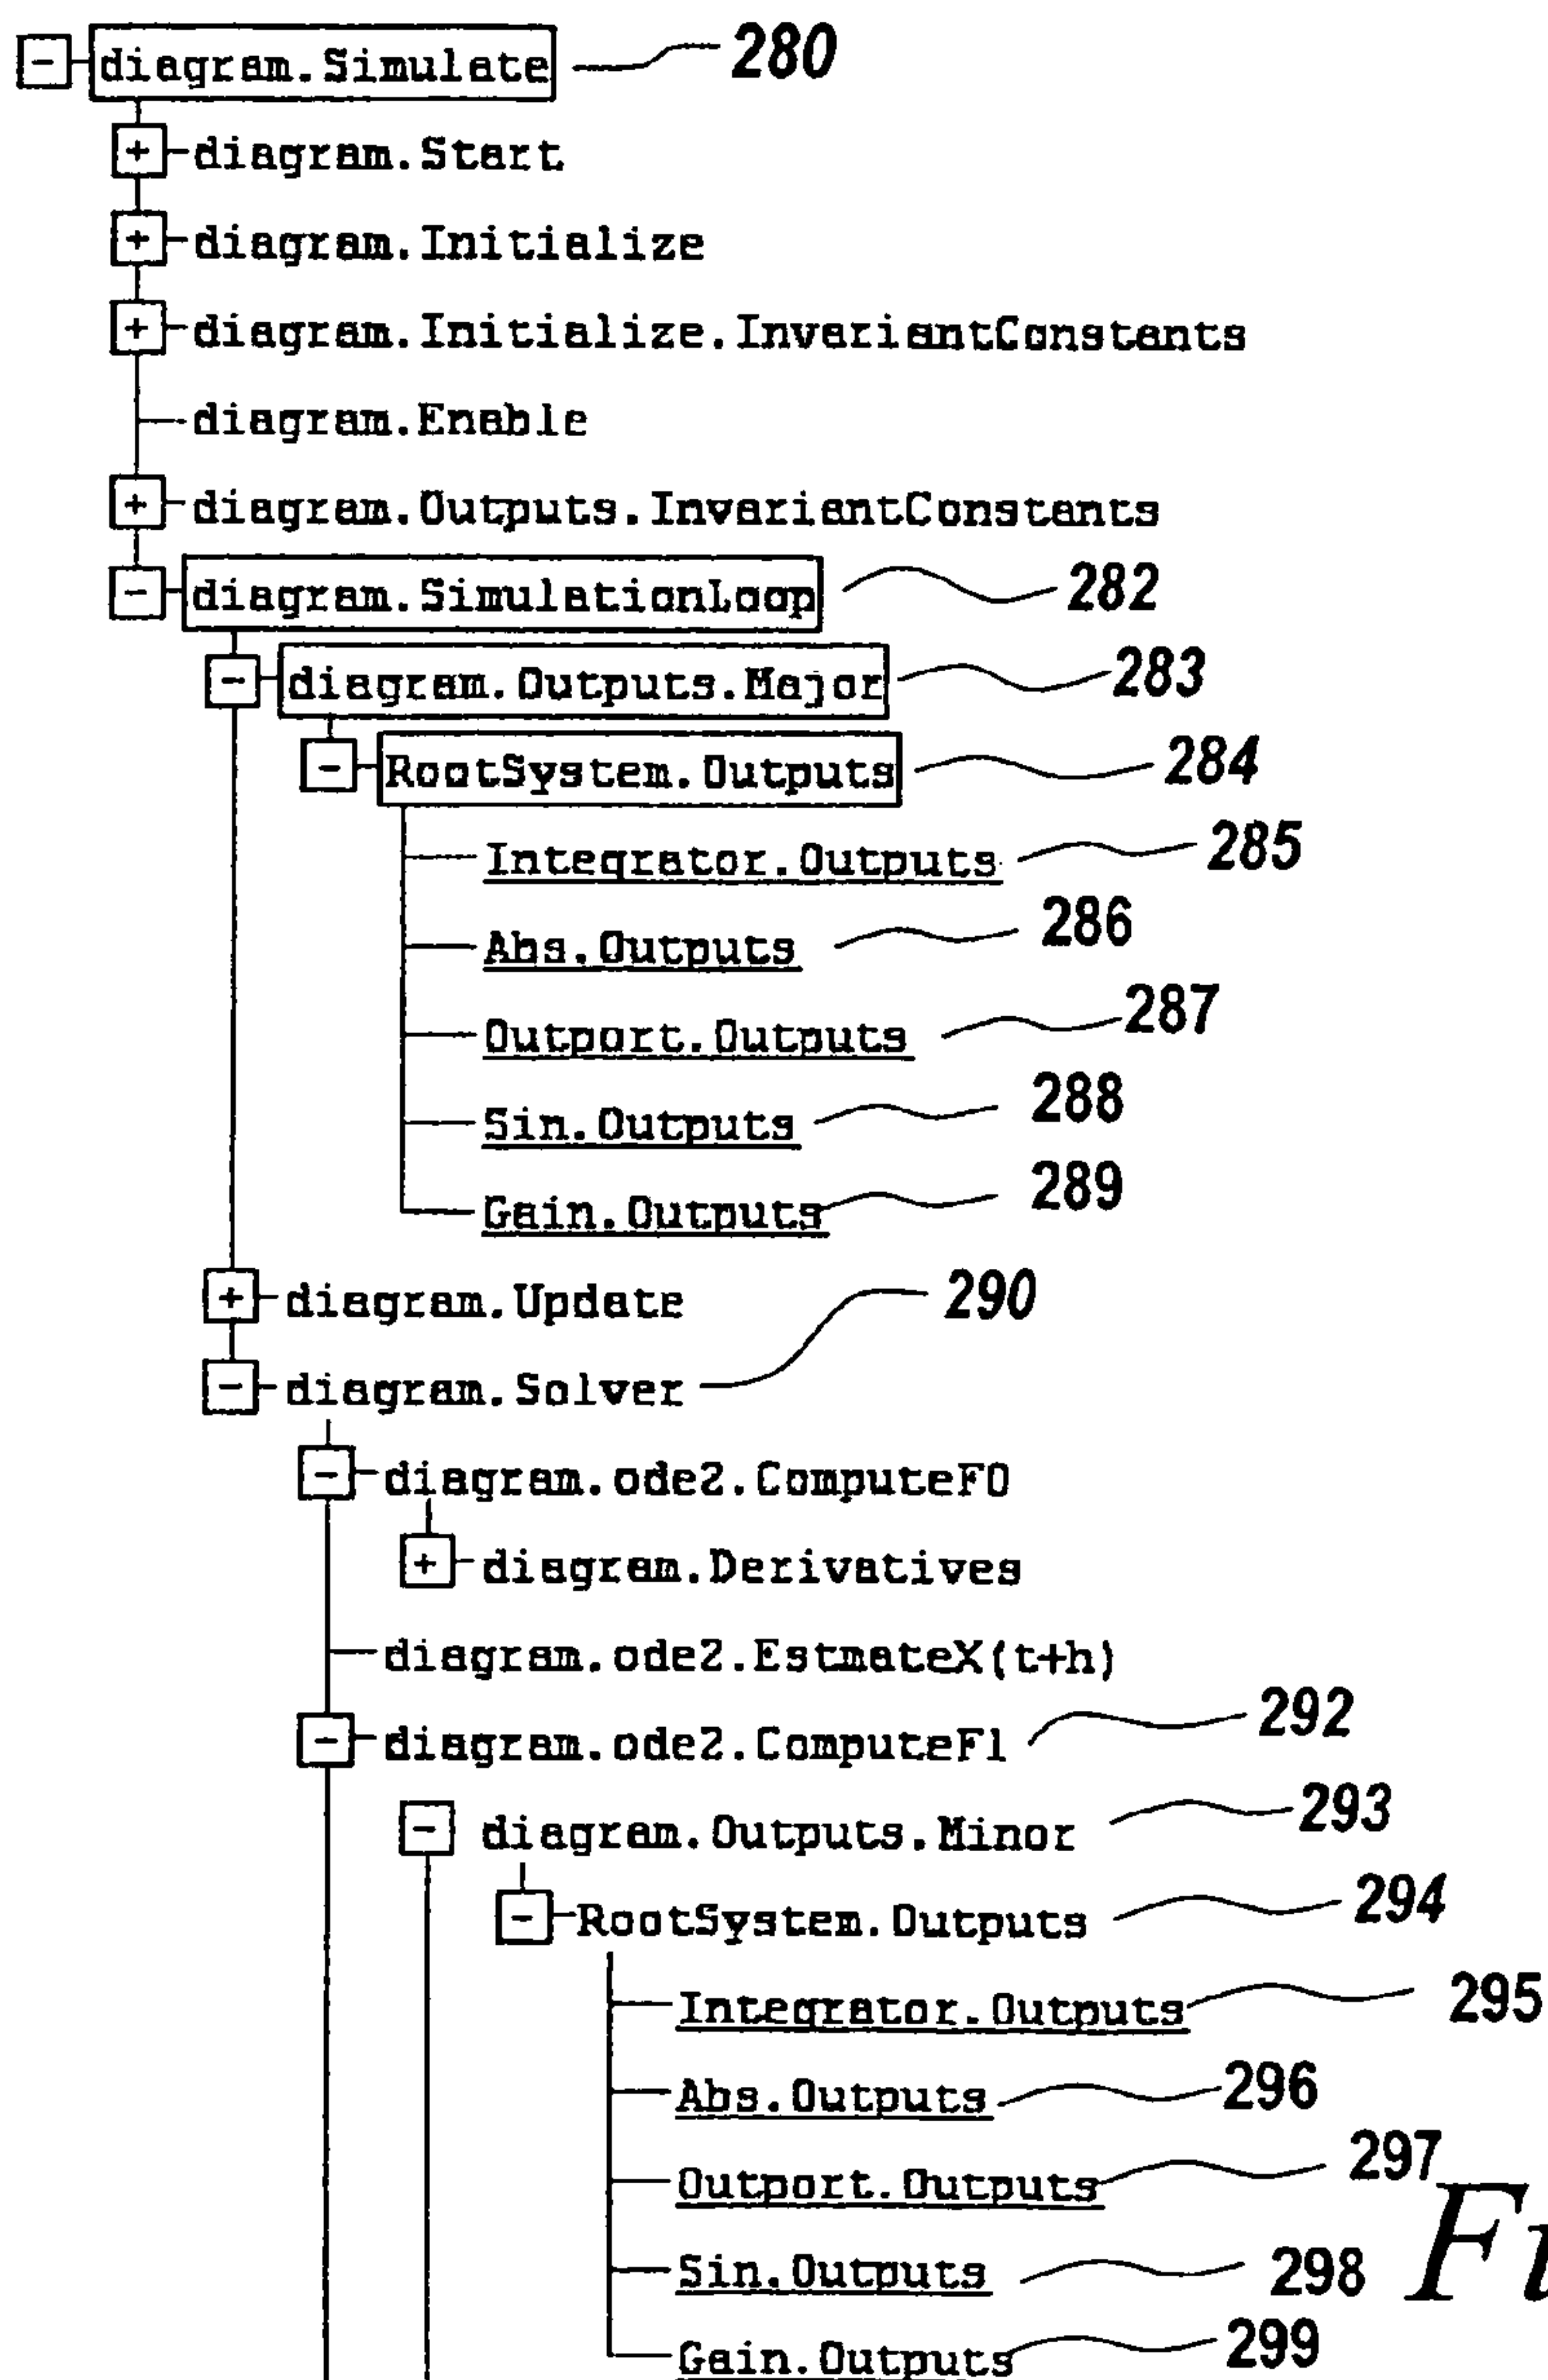 diagram.Simulate 280
diagram.Start
diagram.Initialize
diagram.Initialize.InvariantConstants
diagram.Enable
diagram.Outputs.InvariantConstants
diagram.SimulationLoop 282
diagram.Outputs.Major 283
RootSystem.Outputs 284
Integrator.Outputs 285
Abs.Outputs 286
Outport.Outputs 287
Sin.Outputs 288
Gain.Outputs 289
diagram.Update
diagram.Solver 290
diagram.ode2.ComputeF0
diagram.Derivatives
diagram.ode2.EstmateX(t+h)
diagram.ode2.ComputeF1 292
diagram.Outputs.Minor 293
RootSystem.Outputs 294
Integrator.Outputs 295
Abs.Outputs 296
Outport.Outputs 297
Sin.Outputs 298
Gain.Outputs 299